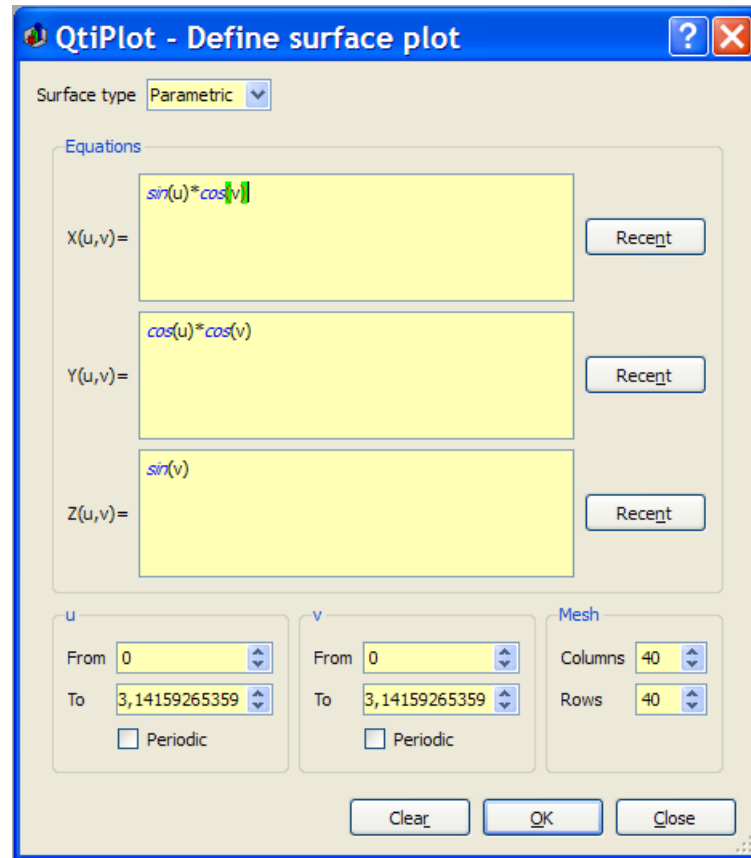 QtiPlot - Define surface plot
Surface type Parametric
Equations
X(u,v)= sin(u)*cos(v) Recent
Y(u,v)= cos(u)*cos(v) Recent
Z(u,v)= sin(v) Recent
u v Mesh
From 0 From 0 Columns 40
To 3,14159265359 To 3,14159265359 Rows 40
Periodic Periodic
Clear OK Close